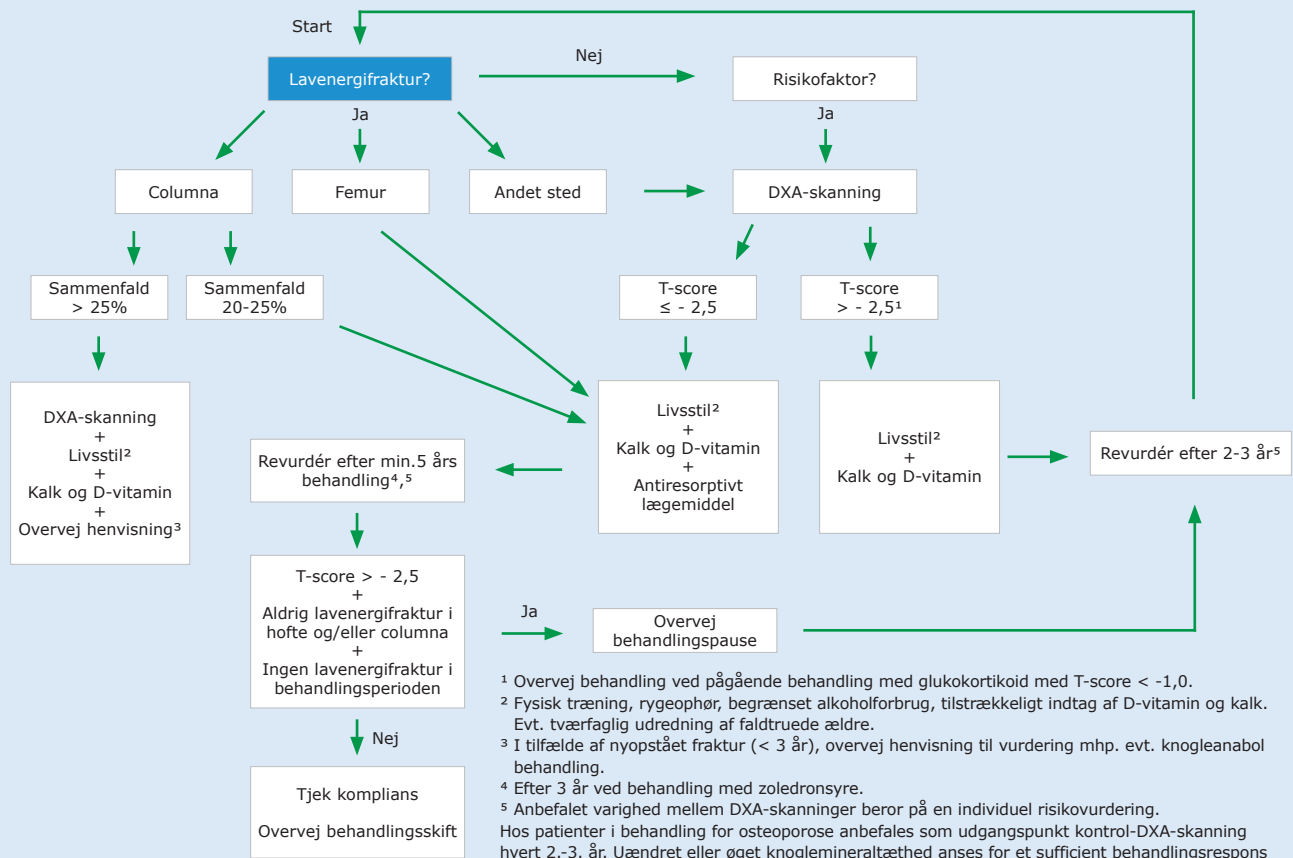 Start
Lavenergifraktur?
Nej
Risikofaktor?
Ja
Ja
Columna
Femur
Andet sted
DXA-skanning
Sammenfald
> 25%
Sammenfald
20-25%
T-score
≤ - 2,5
T-score
> - 2,5¹
DXA-skanning
+
Livsstil²
+
Kalk og D-vitamin
+
Overvej henvisning³
Livsstil²
+
Kalk og D-vitamin
+
Antiresorptivt
lægemiddel
Livsstil²
+
Kalk og D-vitamin
Revurdér efter 2-3 år⁵
Revurdér efter min.5 års
behandling⁴,⁵
T-score > - 2,5
+
Aldrig lavenergifraktur i
hofte og/eller columna
+
Ingen lavenergifraktur i
behandlingsperioden
Ja
Overvej
behandlingspause
Nej
Tjek komplians
Overvej behandlingsskift
¹ Overvej behandling ved pågående behandling med glukokortikoid med T-score < -1,0.
² Fysisk træning, rygeophør, begrænset alkoholforbrug, tilstrækkeligt indtag af D-vitamin og kalk.
Evt. tværfaglig udredning af faldtruede ældre.
³ I tilfælde af nyopstået fraktur (< 3 år), overvej henvisning til vurdering mhp. evt. knogleanabol
behandling.
⁴ Efter 3 år ved behandling med zoledronsyre.
⁵ Anbefalet varighed mellem DXA-skanninger beror på en individuel risikovurdering.
Hos patienter i behandling for osteoporose anbefales som udgangspunkt kontrol-DXA-skanning
hvert 2.-3. år. Uændret eller øget knoglemineraltæthed anses for et sufficient behandlingsrespons